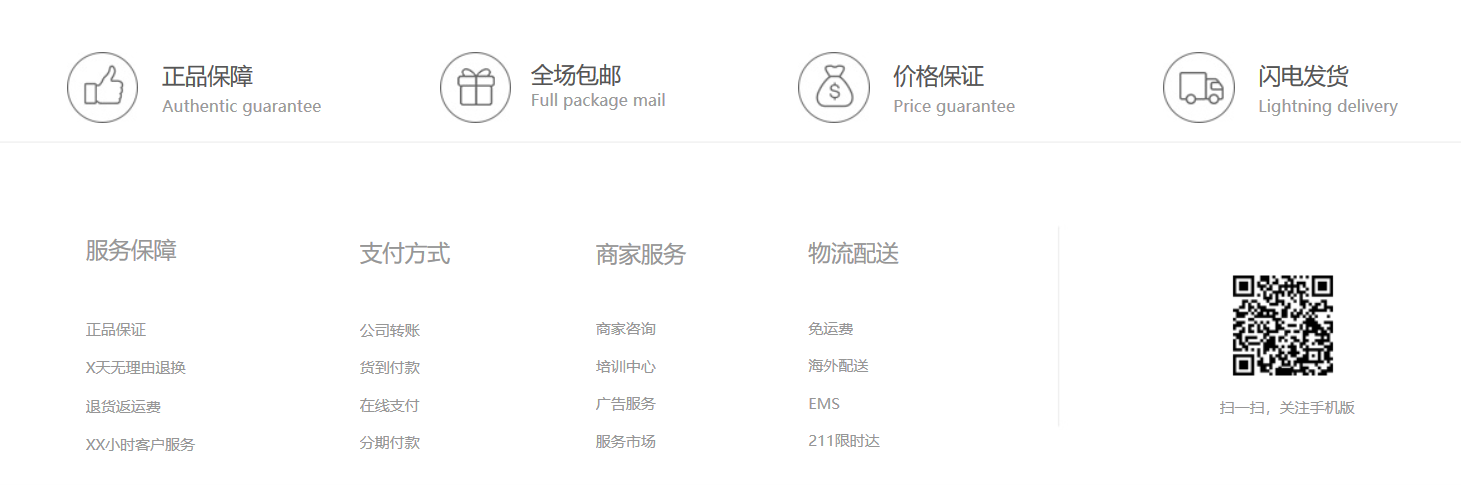 正品保障
Authentic guarantee
全场包邮
Full package mail
价格保证
Price guarantee
闪电发货
Lightning delivery
服务保障
正品保证
X天无理由退换
退货返运费
XX小时客户服务
支付方式
公司转账
货到付款
在线支付
分期付款
商家服务
商家咨询
培训中心
广告服务
服务市场
物流配送
免运费
海外配送
EMS
211限时达
扫一扫，关注手机版